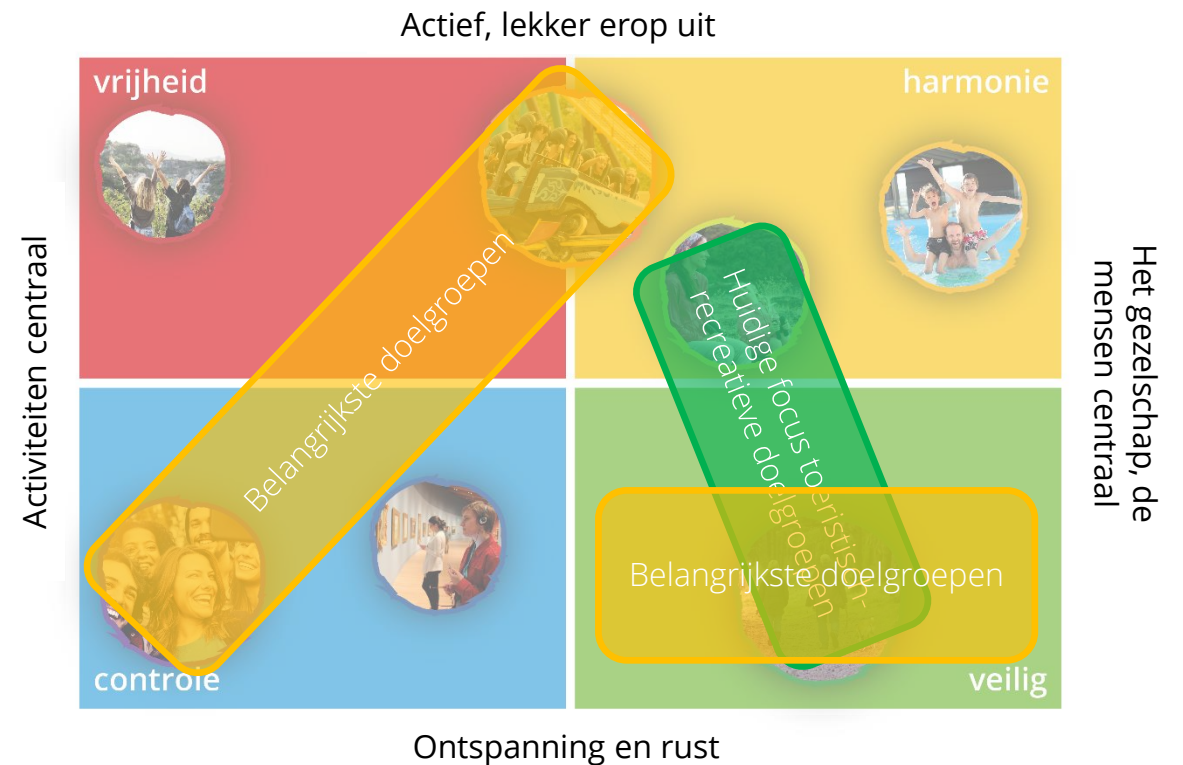 Actief, lekker erop uit
vrijheid
harmonie
Activiteiten centraal
Belangrijkste doelgroepen
Huidige focus toeristisch-
recreatieve doelgroepen
Het gezelschap, de
mensen centraal
Belangrijkste doelgroepen
controle
veilig
Ontspanning en rust